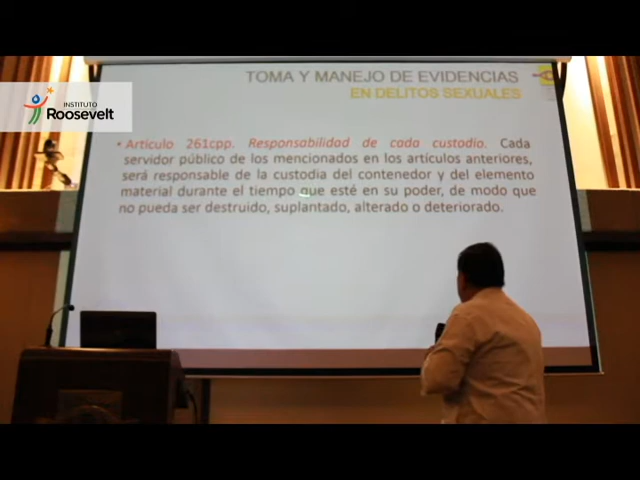 TOMA Y MANEJO DE EVIDENCIAS
EN DELITOS SEXUALES
INSTITUTO
Roosevelt
• Artículo 261cpp. Responsabilidad de cada custodio. Cada
servidor público de los mencionados en los artículos anteriores,
será responsable de la custodia del contenedor y del elemento
material durante el tiempo que esté en su poder, de modo que
no pueda ser destruido, suplantado, alterado o deteriorado.